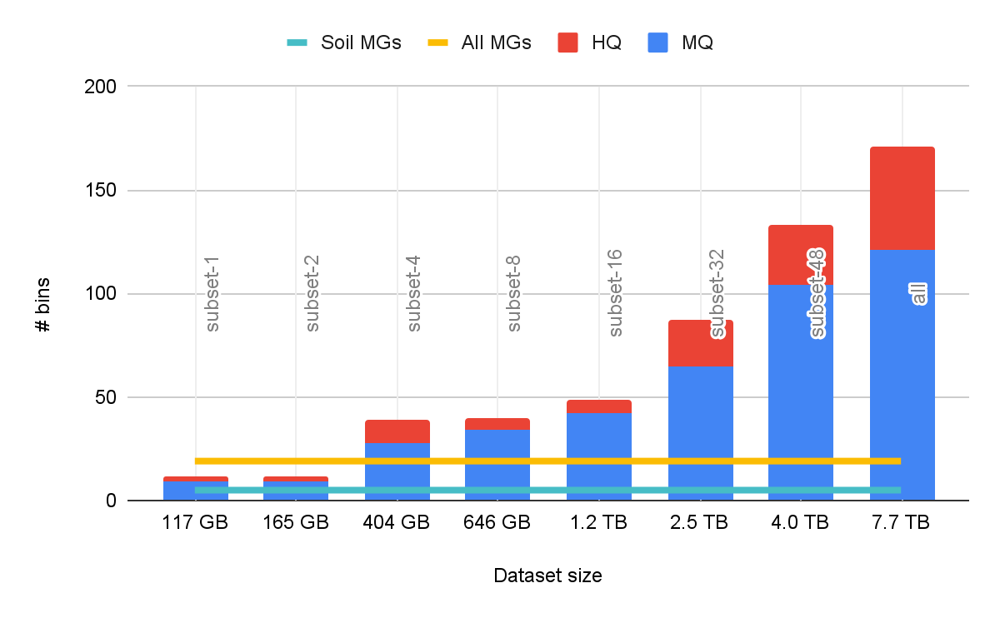 Soil MGs All MGs HQ MQ
200
150
100
50
0
# bins
subset-1
subset-2
subset-4
subset-8
subset-16
subset-32
subset-48
all
117 GB 165 GB 404 GB 646 GB 1.2 TB 2.5 TB 4.0 TB 7.7 TB
Dataset size